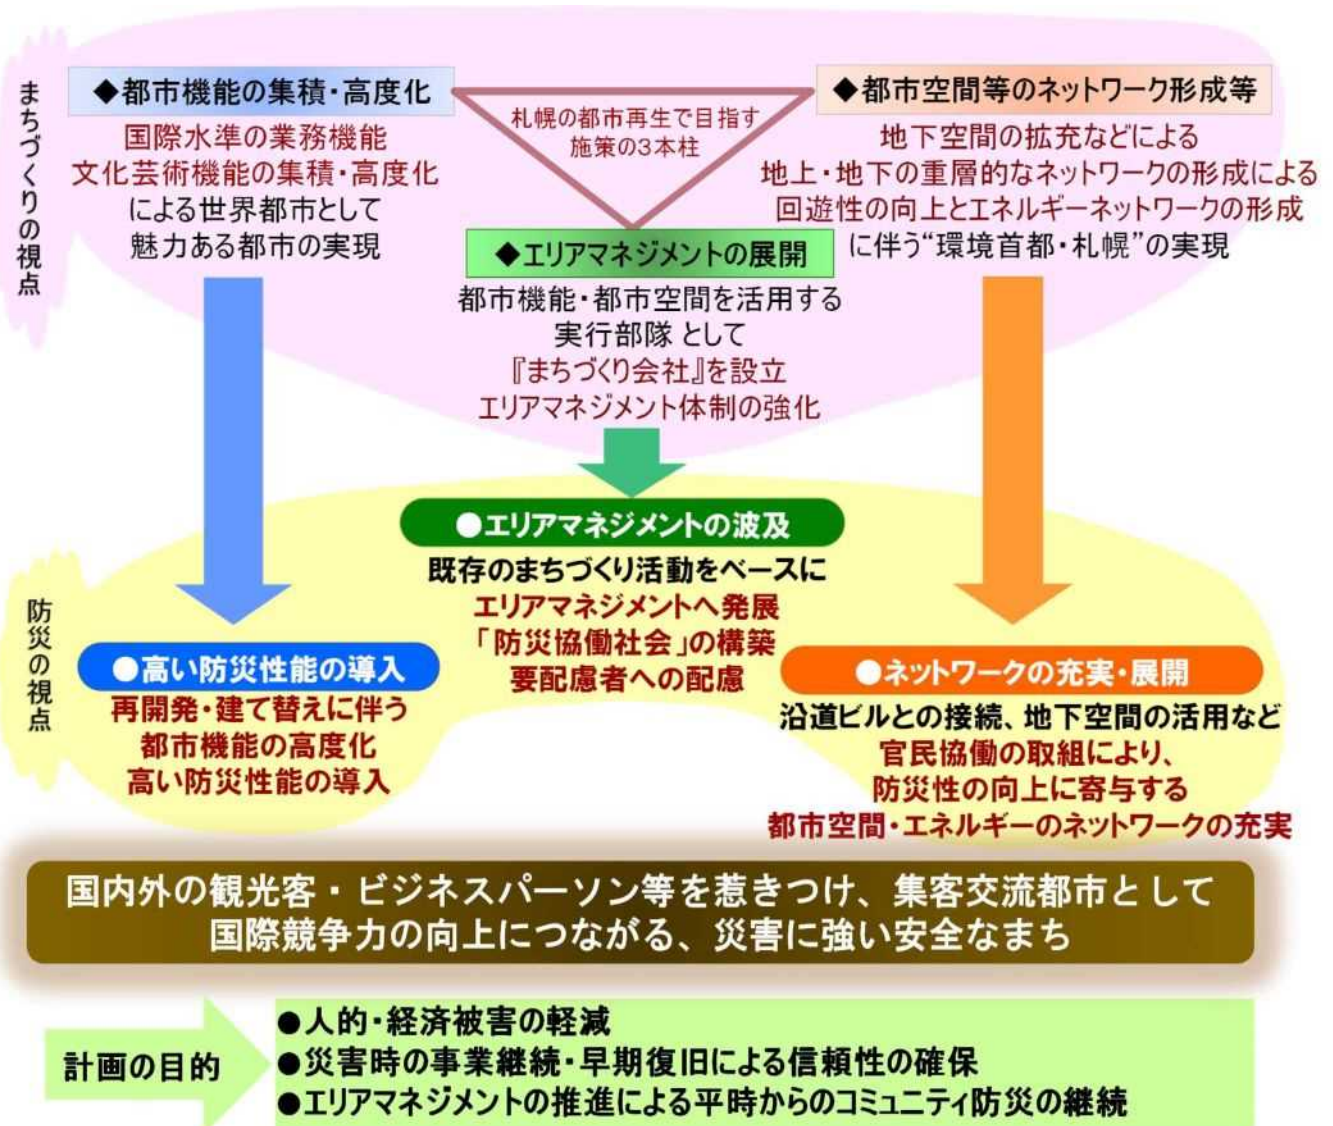 まちづくりの視点
◆都市機能の集積・高度化
国際水準の業務機能
文化芸術機能の集積・高度化
による世界都市として
魅力ある都市の実現
札幌の都市再生で目指す
施策の3本柱
◆都市空間等のネットワーク形成等
地下空間の拡充などによる
地上・地下の重層的なネットワークの形成による
回遊性の向上とエネルギーネットワークの形成
に伴う“環境首都・札幌”の実現
◆エリアマネジメントの展開
都市機能・都市空間を活用する
実行部隊 として
『まちづくり会社』を設立
エリアマネジメント体制の強化
防災の視点
●エリアマネジメントの波及
既存のまちづくり活動をベースに
エリアマネジメントへ発展
「防災協働社会」の構築
要配慮者への配慮
●高い防災性能の導入
再開発・建て替えに伴う
都市機能の高度化
高い防災性能の導入
●ネットワークの充実・展開
沿道ビルとの接続、地下空間の活用など
官民協働の取組により、
防災性の向上に寄与する
都市空間・エネルギーのネットワークの充実
国内外の観光客・ビジネスパーソン等を惹きつけ、集客交流都市として
国際競争力の向上につながる、災害に強い安全なまち
計画の目的
●人的・経済被害の軽減
●災害時の事業継続・早期復旧による信頼性の確保
●エリアマネジメントの推進による平時からのコミュニティ防災の継続